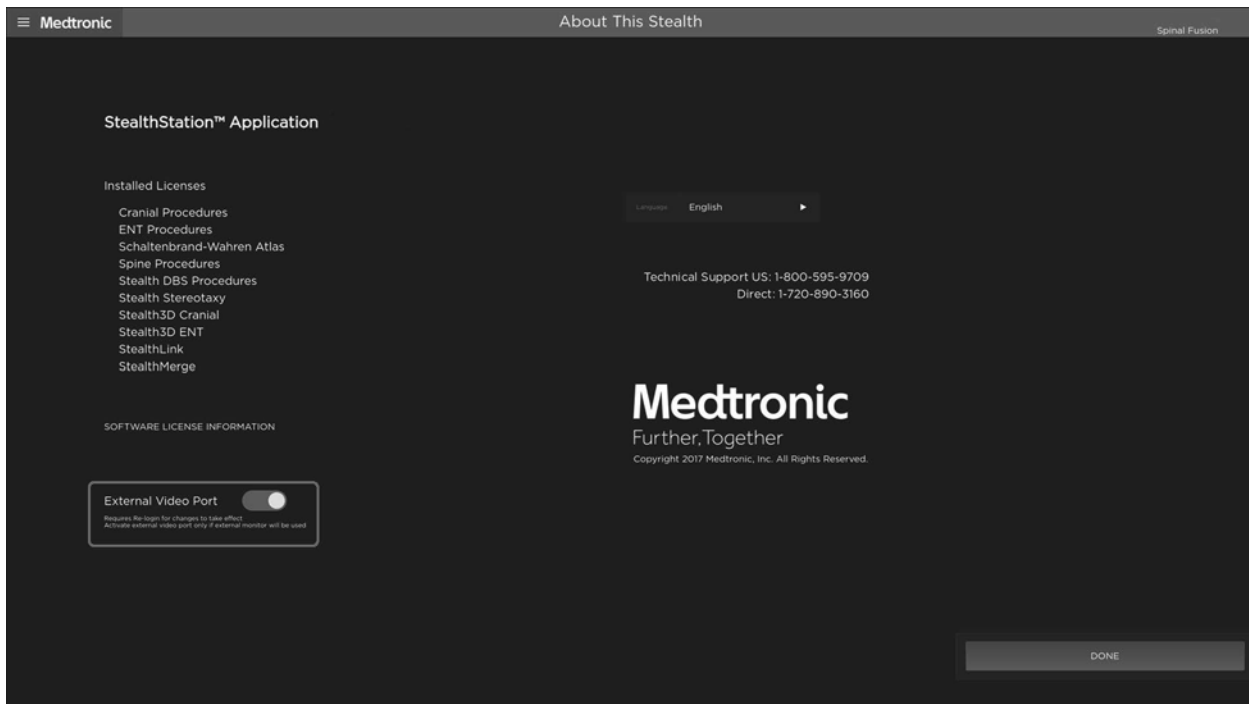 Medtronic
About This Stealth
Spinal Fusion
StealthStation™ Application
Installed Licenses
Cranial Procedures
ENT Procedures
Schaltenbrand-Wahren Atlas
Spine Procedures
Stealth DBS Procedures
Stealth Stereotaxy
Stealth3D Cranial
Stealth3D ENT
StealthLink
StealthMerge
SOFTWARE LICENSE INFORMATION
External Video Port
Requires Re-login for changes to take effect
Activate external video port only if external monitor will be used
Language: English
Technical Support US: 1-800-595-9709
Direct: 1-720-890-3160
Medtronic
Further, Together
Copyright 2017 Medtronic, Inc. All Rights Reserved.
DONE